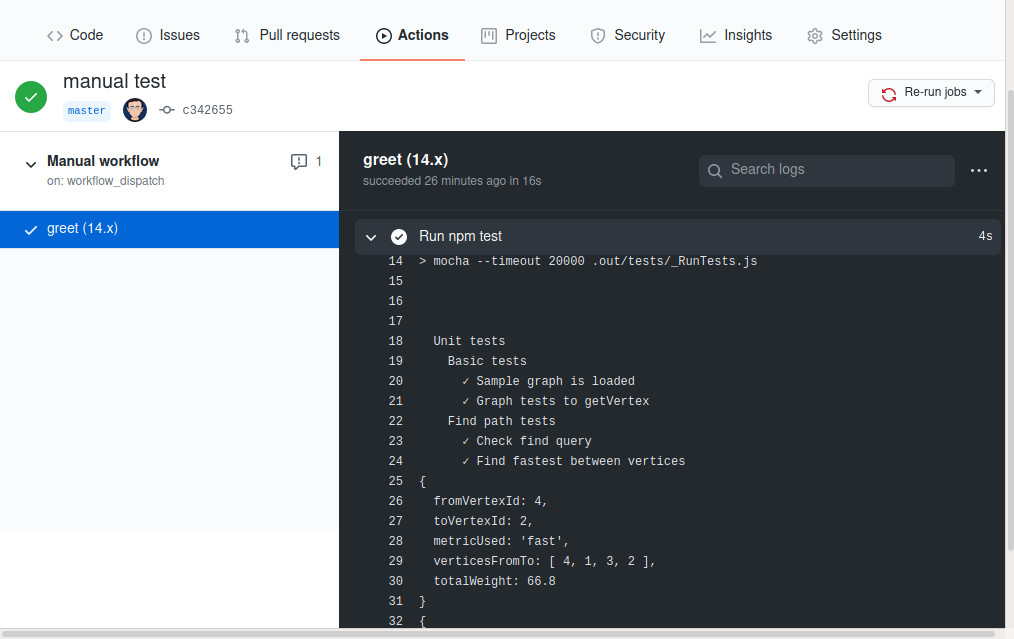 Code Issues Pull requests Actions Projects Security Insights Settings
manual test
master c342655
Re-run jobs
Manual workflow 1
on: workflow_dispatch
greet (14.x)
greet (14.x)
succeeded 26 minutes ago in 16s
Search logs
Run npm test 4s
14 > mocha --timeout 20000 .out/tests/_RunTests.js
15
16
17
18 Unit tests
19 Basic tests
20 ✓ Sample graph is loaded
21 ✓ Graph tests to getVertex
22 Find path tests
23 ✓ Check find query
24 ✓ Find fastest between vertices
25 {
26 fromVertexId: 4,
27 toVertexId: 2,
28 metricUsed: 'fast',
29 verticesFromTo: [ 4, 1, 3, 2 ],
30 totalWeight: 66.8
31 }
32 {